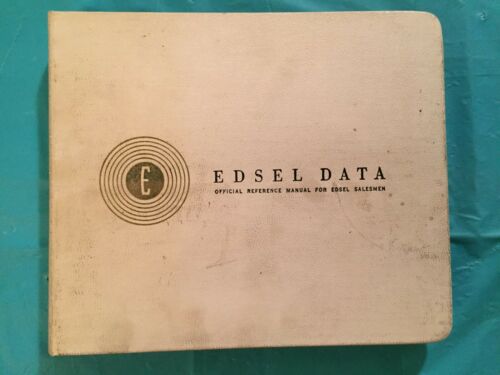 E
EDSEL DATA
OFFICIAL REFERENCE MANUAL FOR EDSEL SALESMEN